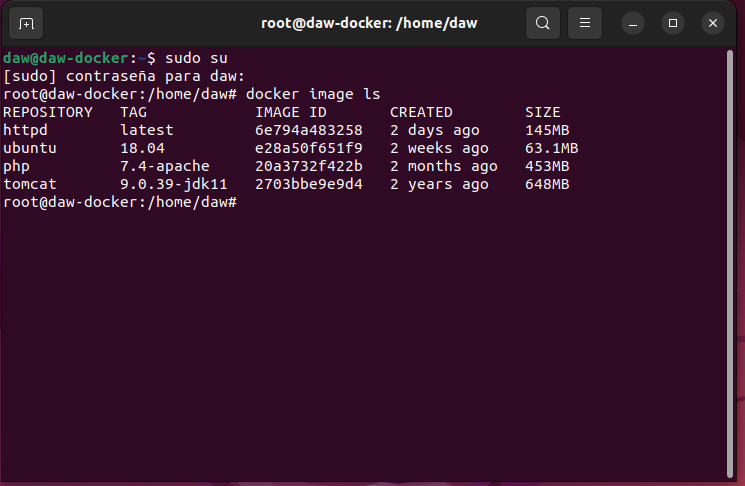 root@daw-docker: /home/daw
daw@daw-docker:~$ sudo su
[sudo] contraseña para daw:
root@daw-docker:/home/daw# docker image ls
REPOSITORY   TAG            IMAGE ID       CREATED        SIZE
httpd        latest         6e794a483258   2 days ago     145MB
ubuntu       18.04          e28a50f651f9   2 weeks ago    63.1MB
php          7.4-apache     20a3732f422b   2 months ago   453MB
tomcat       9.0.39-jdk11   2703bbe9e9d4   2 years ago    648MB
root@daw-docker:/home/daw#